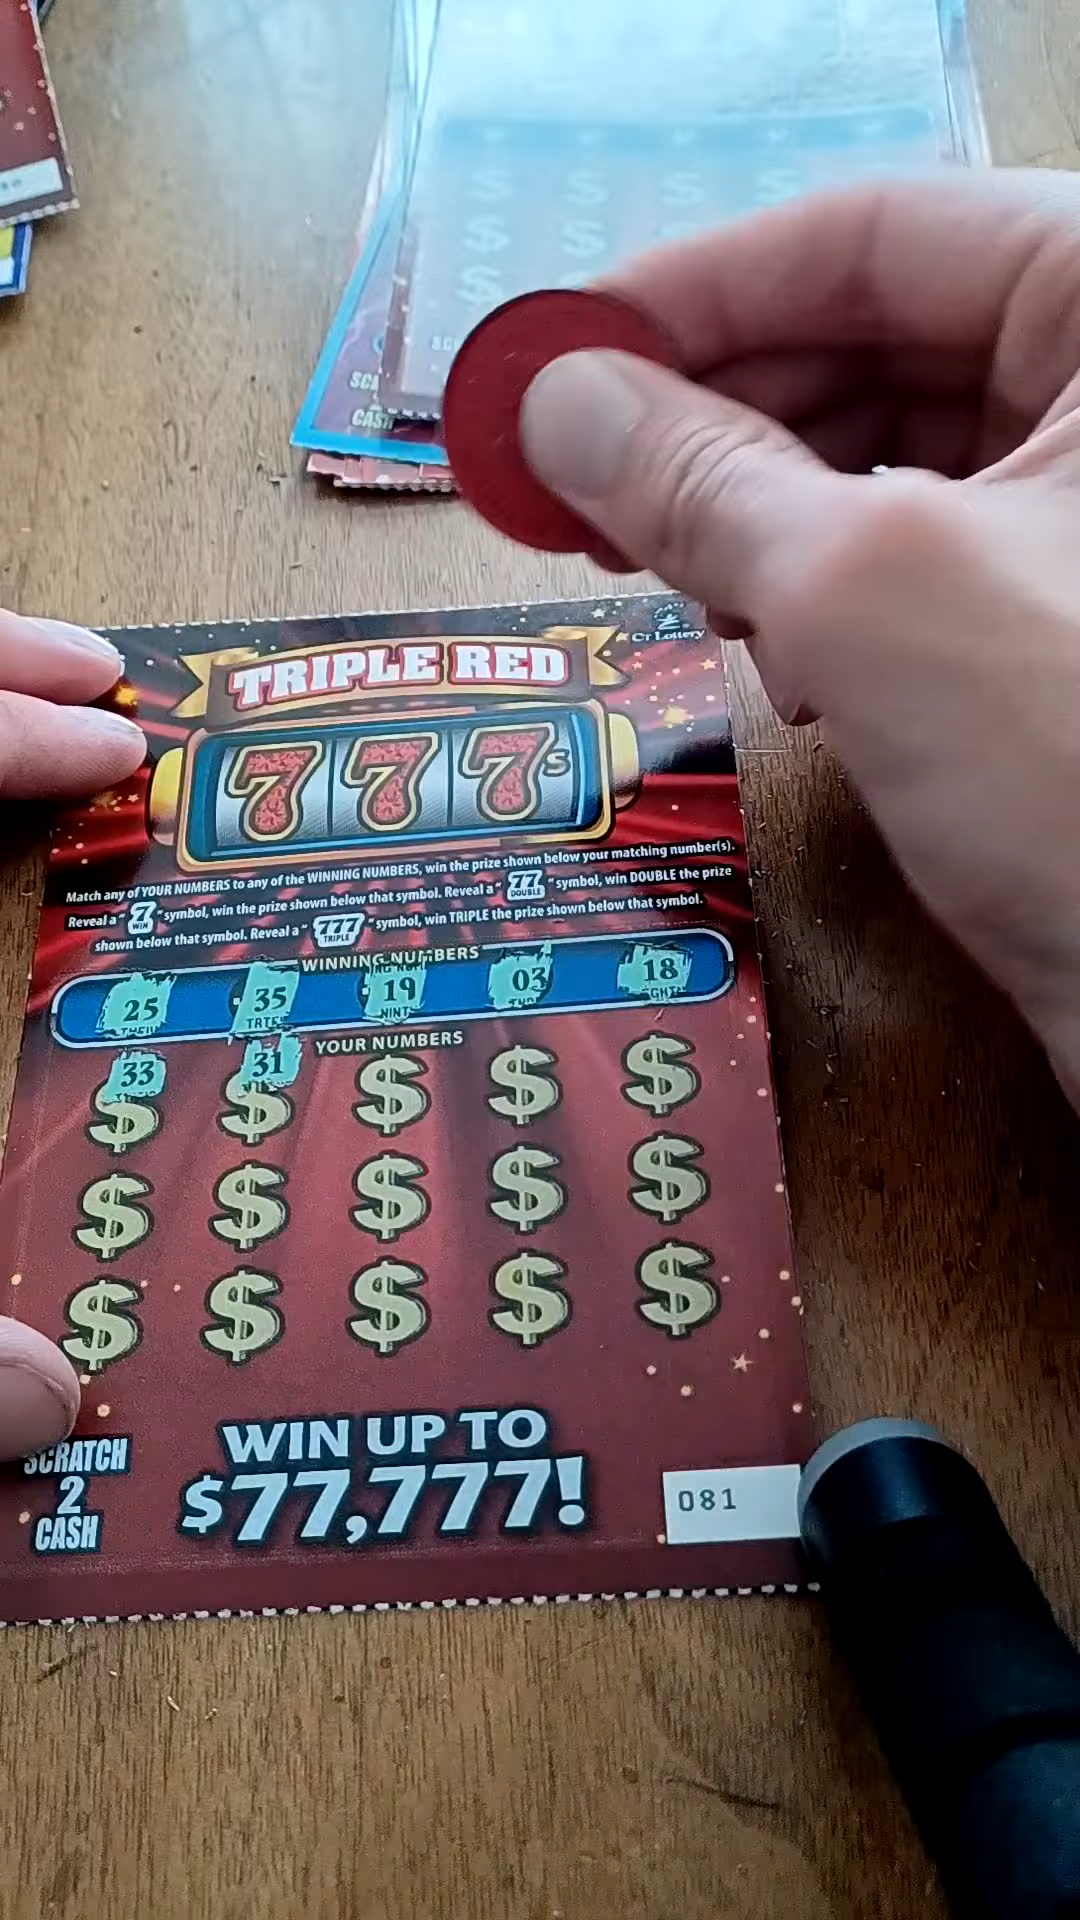 CT Lottery
TRIPLE RED
777s
Match any of YOUR NUMBERS to any of the WINNING NUMBERS, win the prize shown below your matching number(s).
Reveal a "7 WIN" symbol, win the prize shown below that symbol. Reveal a "77 DOUBLE" symbol, win DOUBLE the prize
shown below that symbol. Reveal a "777 TRIPLE" symbol, win TRIPLE the prize shown below that symbol.
WINNING NUMBERS
25 35 19 03 18
YOUR NUMBERS
33 31
$ $ $ $ $
$ $ $ $ $
$ $ $ $ $
WIN UP TO
$77,777!
SCRATCH
2
CASH
081